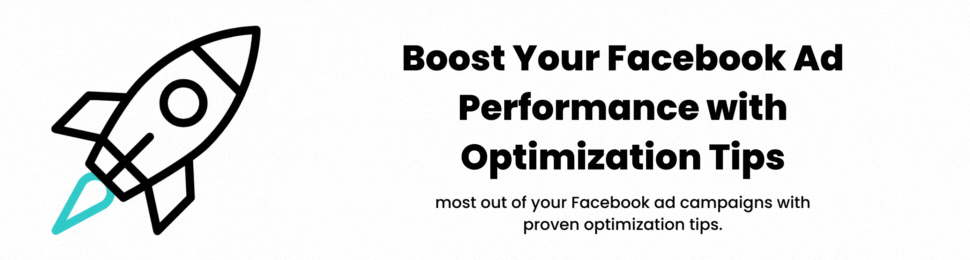 Boost Your Facebook Ad
Performance with
Optimization Tips
most out of your Facebook ad campaigns with
proven optimization tips.